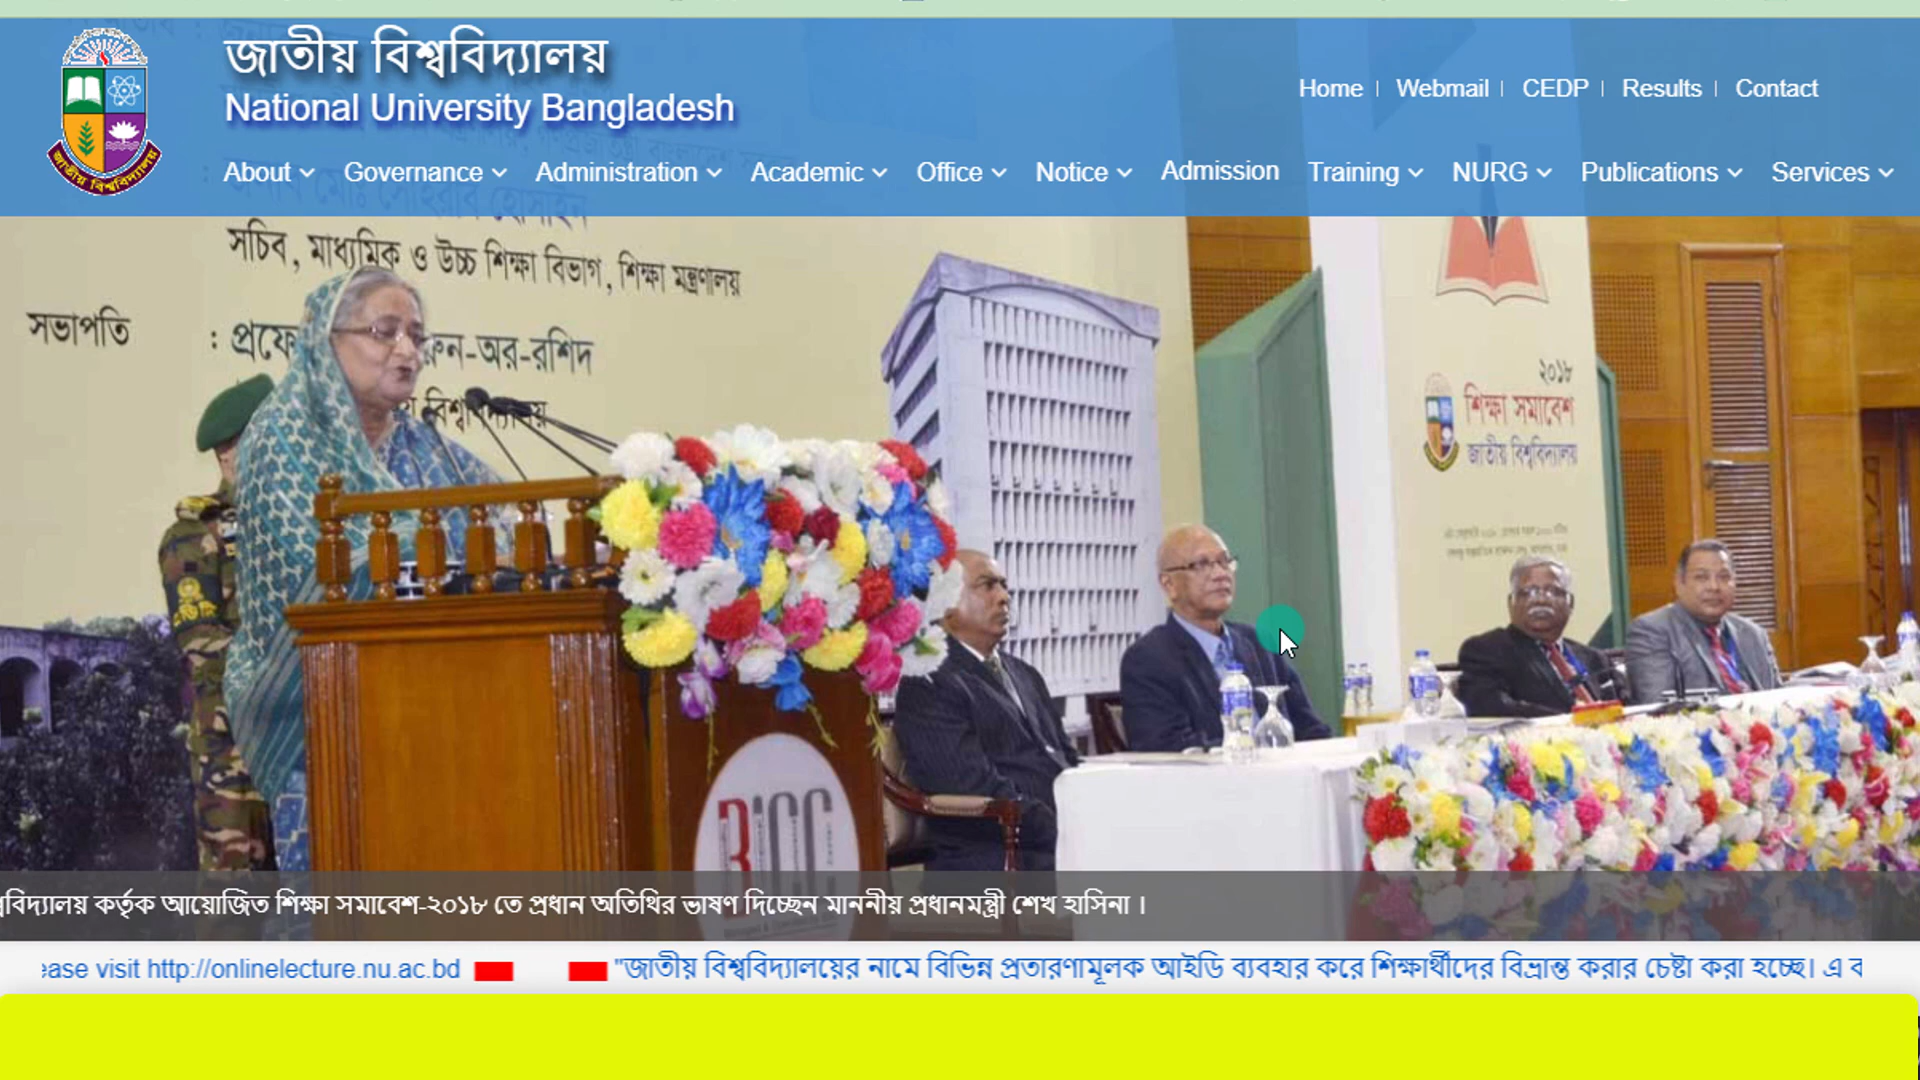 জাতীয় বিশ্ববিদ্যালয়
National University Bangladesh
Home | Webmail | CEDP | Results | Contact
About Governance Administration Academic Office Notice Admission Training NURG Publications Services
সচিব, মাধ্যমিক ও উচ্চ শিক্ষা বিভাগ, শিক্ষা মন্ত্রণালয়
সভাপতি :
২০১৮
শিক্ষা সমাবেশ
জাতীয় বিশ্ববিদ্যালয়
জাতীয় বিশ্ববিদ্যালয়
কর্তৃক আয়োজিত শিক্ষা সমাবেশ-২০১৮ তে প্রধান অতিথির ভাষণ দিচ্ছেন মাননীয় প্রধানমন্ত্রী শেখ হাসিনা ।
visit http://onlinelecture.nu.ac.bd "জাতীয় বিশ্ববিদ্যালয়ের নামে বিভিন্ন প্রতারণামূলক আইডি ব্যবহার করে শিক্ষার্থীদের বিভ্রান্ত করার চেষ্টা করা হচ্ছে। এ